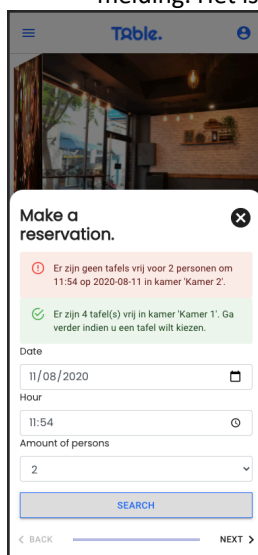 melding. Het is
Table.
Make a
reservation.
Er zijn geen tafels vrij voor 2 personen om
11:54 op 2020-08-11 in kamer 'Kamer 2'.
Er zijn 4 tafel(s) vrij in kamer 'Kamer 1'. Ga
verder indien u een tafel wilt kiezen.
Date
11/08/2020
Hour
11:54
Amount of persons
2
SEARCH
BACK
NEXT